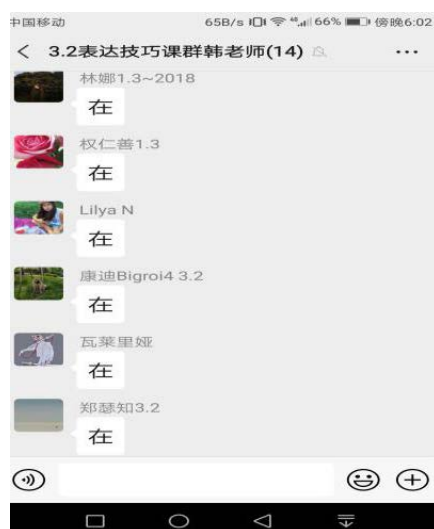 中国移动 65B/s 46 66% 傍晚6:02
3.2表达技巧课群韩老师(14)
林娜1.3~2018
在
权仁善1.3
在
Lilya N
在
康迪Bigroi4 3.2
在
瓦莱里娅
在
郑瑟知3.2
在